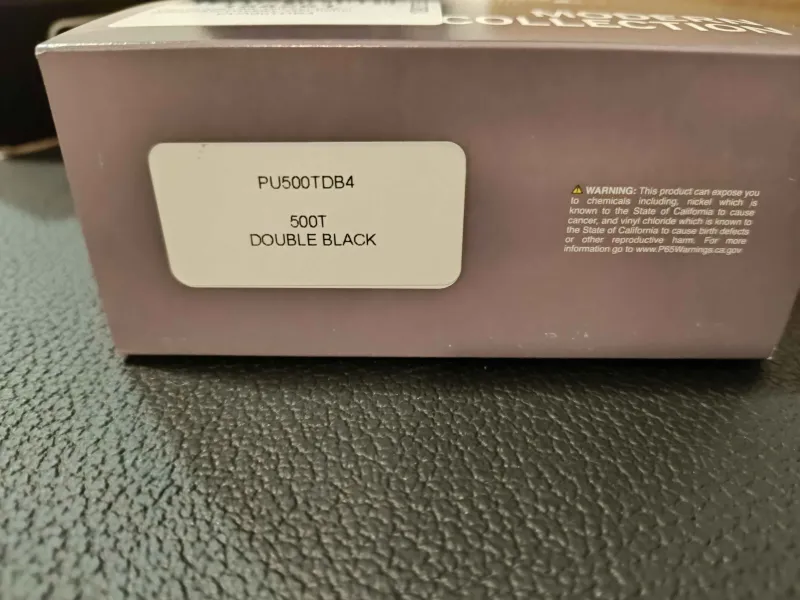 MODERN
COLLECTION
PU500TDB4
500T
DOUBLE BLACK
WARNING: This product can expose you
to chemicals including, nickel which is
known to the State of California to cause
cancer, and vinyl chloride which is known to
the State of California to cause birth defects
or other reproductive harm. For more
information go to www.P65Warnings.ca.gov